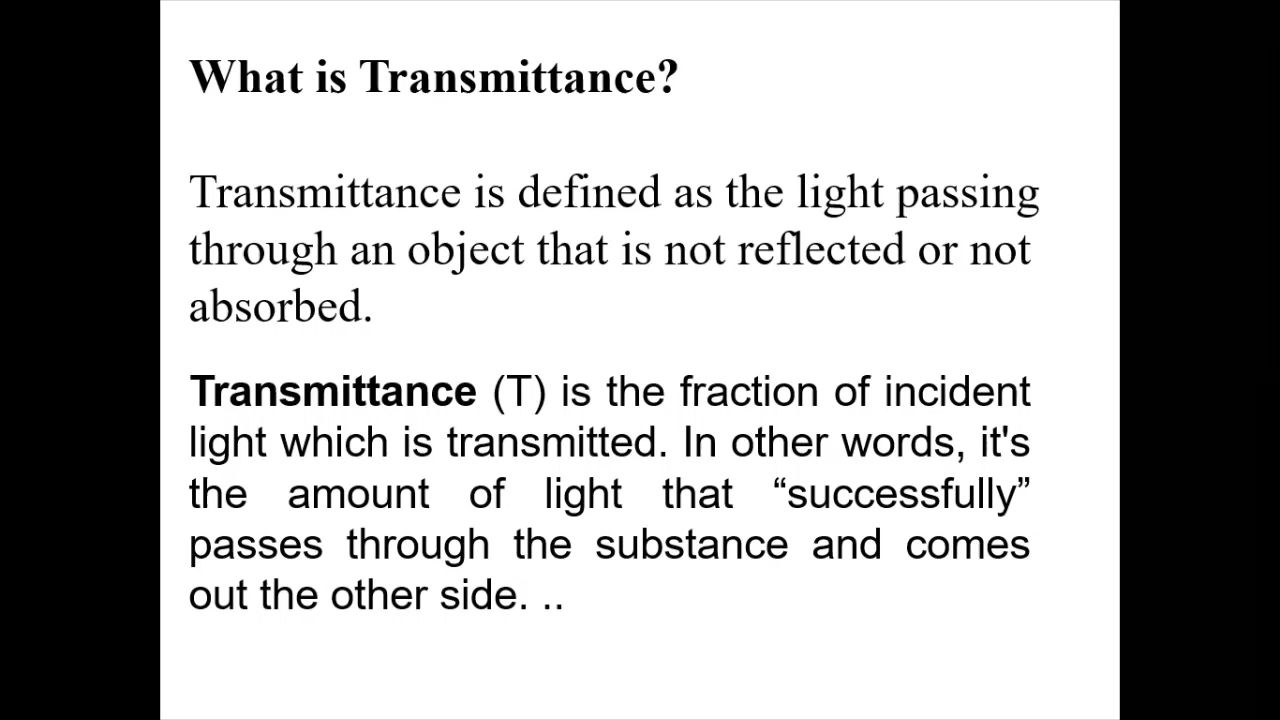 What is Transmittance?
Transmittance is defined as the light passing
through an object that is not reflected or not
absorbed.
Transmittance (T) is the fraction of incident
light which is transmitted. In other words, it's
the amount of light that “successfully”
passes through the substance and comes
out the other side. ..